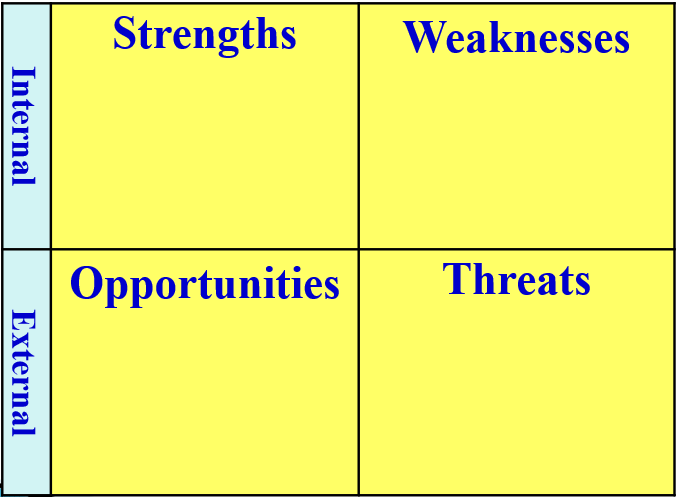 Internal
Strengths
Weaknesses
External
Opportunities
Threats